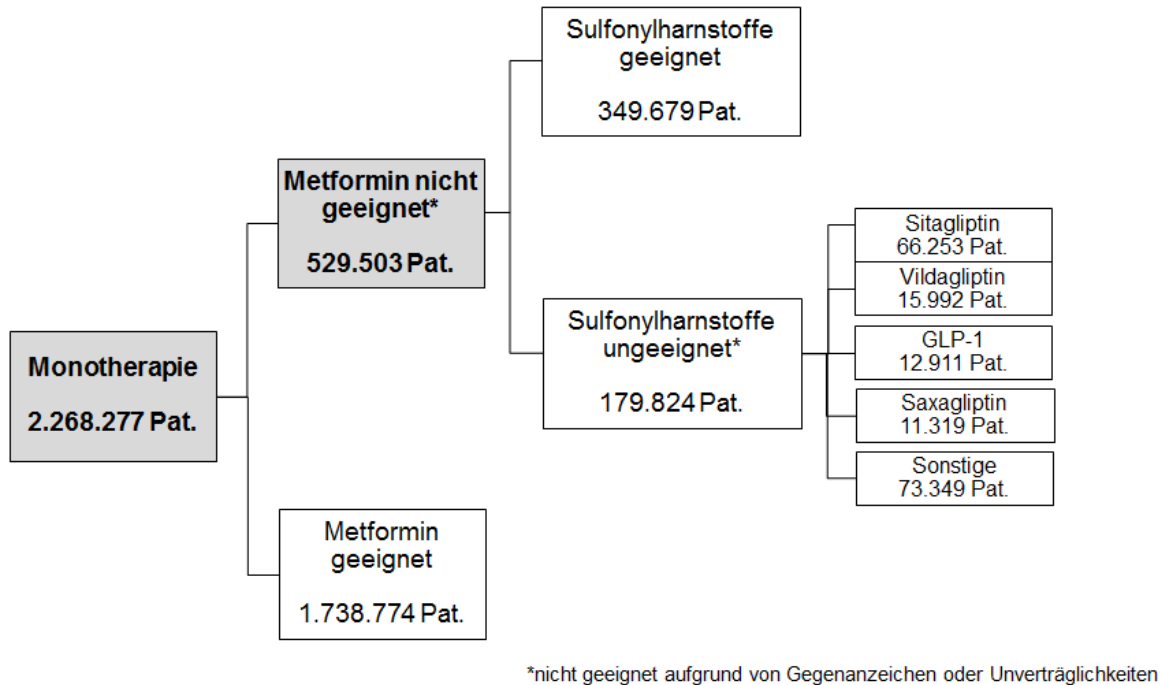 Sulfonylharnstoffe
geeignet
349.679 Pat.
Metformin nicht
geeignet*
529.503 Pat.
Sitagliptin
66.253 Pat.
Vildagliptin
15.992 Pat.
GLP-1
12.911 Pat.
Saxagliptin
11.319 Pat.
Sonstige
73.349 Pat.
Sulfonylharnstoffe
ungeeignet*
179.824 Pat.
Monotherapie
2.268.277 Pat.
Metformin
geeignet
1.738.774 Pat.
*nicht geeignet aufgrund von Gegenanzeichen oder Unverträglichkeiten